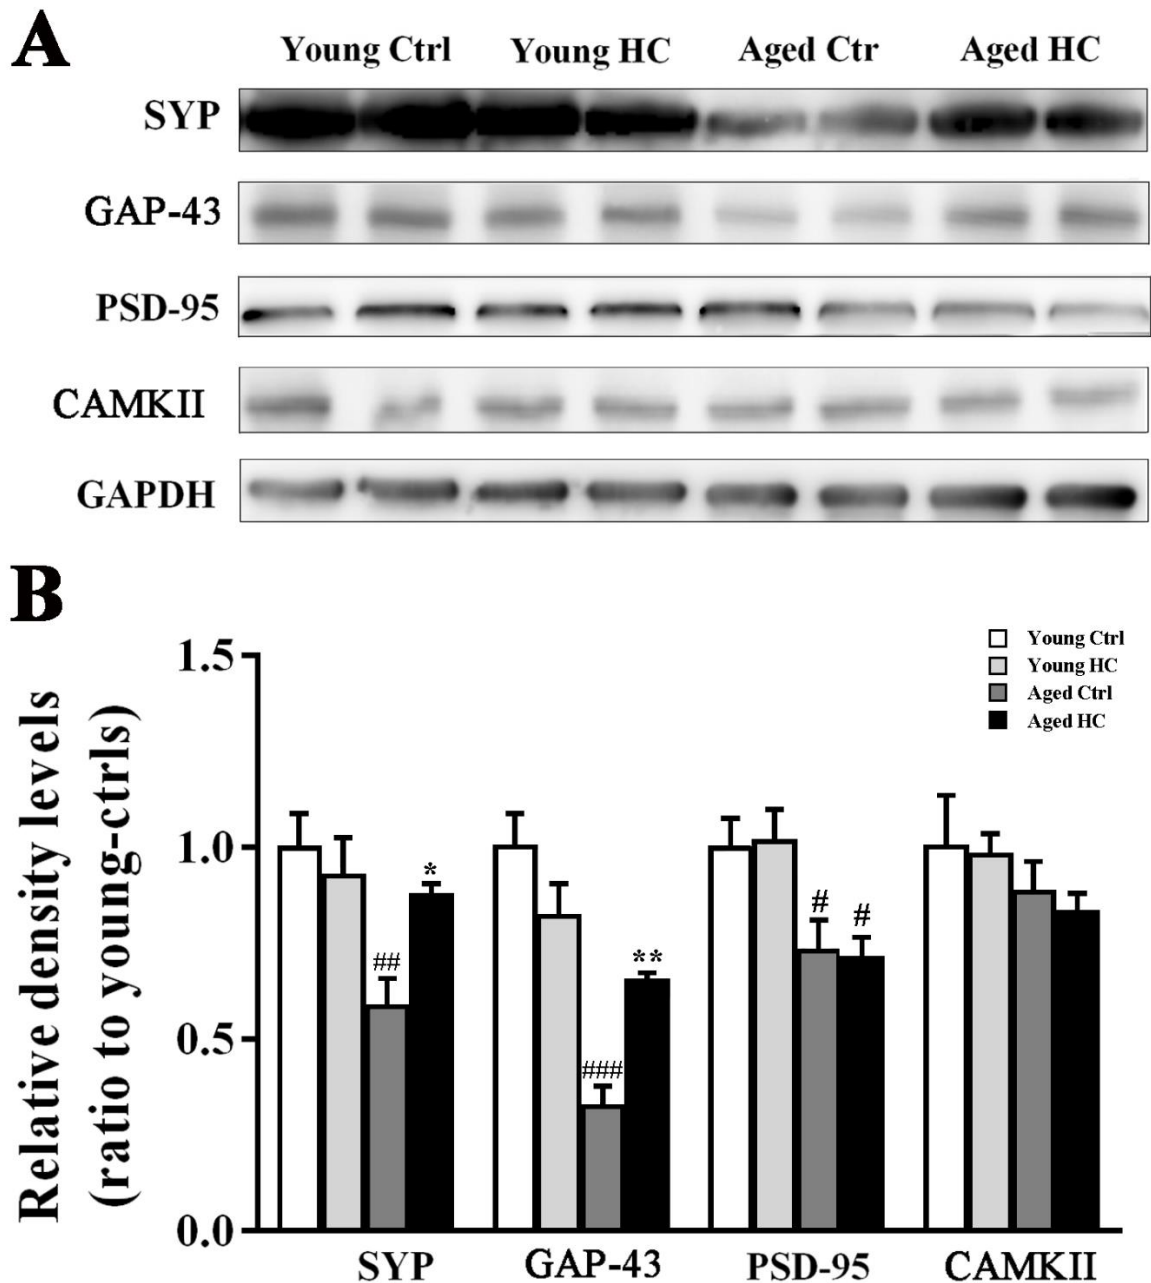 A
Young Ctrl Young HC Aged Ctr Aged HC
SYP
GAP-43
PSD-95
CAMKII
GAPDH
B
Relative density levels
(ratio to young-ctrls)
1.5
1.0
0.5
0.0
Young Ctrl
Young HC
Aged Ctrl
Aged HC
## *
### **
# #
SYP GAP-43 PSD-95 CAMKII